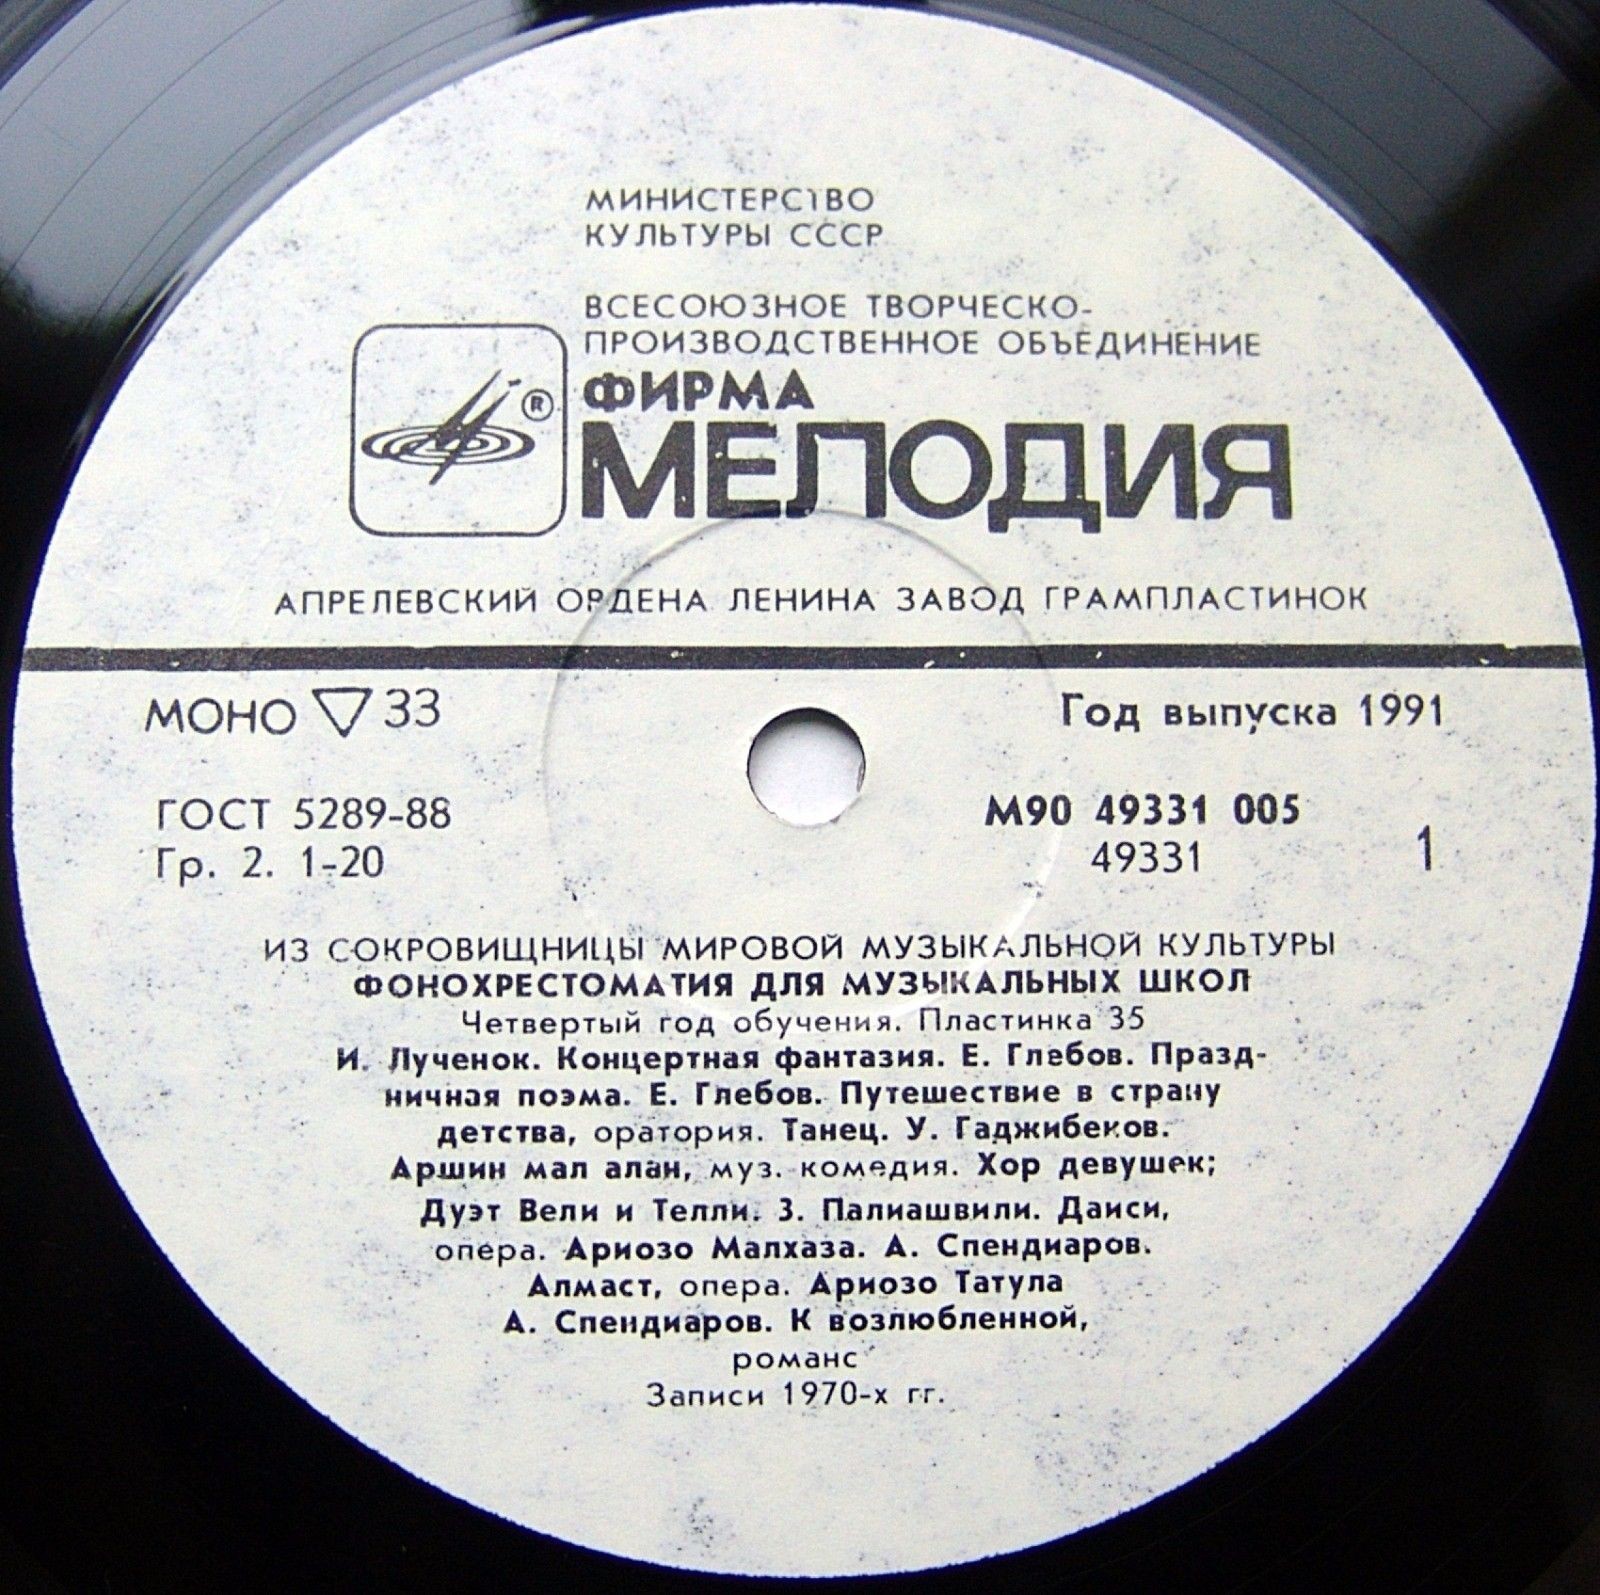 МИНИСТЕРСТВО
КУЛЬТУРЫ СССР
ВСЕСОЮЗНОЕ ТВОРЧЕСКО-
ПРОИЗВОДСТВЕННОЕ ОБЪЕДИНЕНИЕ
®
ФИРМА
МЕЛОДИЯ
АПРЕЛЕВСКИЙ ОРДЕНА ЛЕНИНА ЗАВОД ГРАМПЛАСТИНОК
МОНО ▽ 33
Год выпуска 1991
ГОСТ 5289-88
Гр. 2. 1-20
М90 49331 005
49331
1
ИЗ СОКРОВИЩНИЦЫ МИРОВОЙ МУЗЫКАЛЬНОЙ КУЛЬТУРЫ
ФОНОХРЕСТОМАТИЯ ДЛЯ МУЗЫКАЛЬНЫХ ШКОЛ
Четвертый год обучения. Пластинка 35
И. Лученок. Концертная фантазия. Е. Глебов. Празд-
ничная поэма. Е. Глебов. Путешествие в страну
детства, оратория. Танец. У. Гаджибеков.
Аршин мал алан, муз. комедия. Хор девушек;
Дуэт Вели и Телли. З. Палиашвили. Даиси,
опера. Ариозо Малхаза. А. Спендиаров.
Алмаст, опера. Ариозо Татула
А. Спендиаров. К возлюбленной,
романс
Записи 1970-х гг.